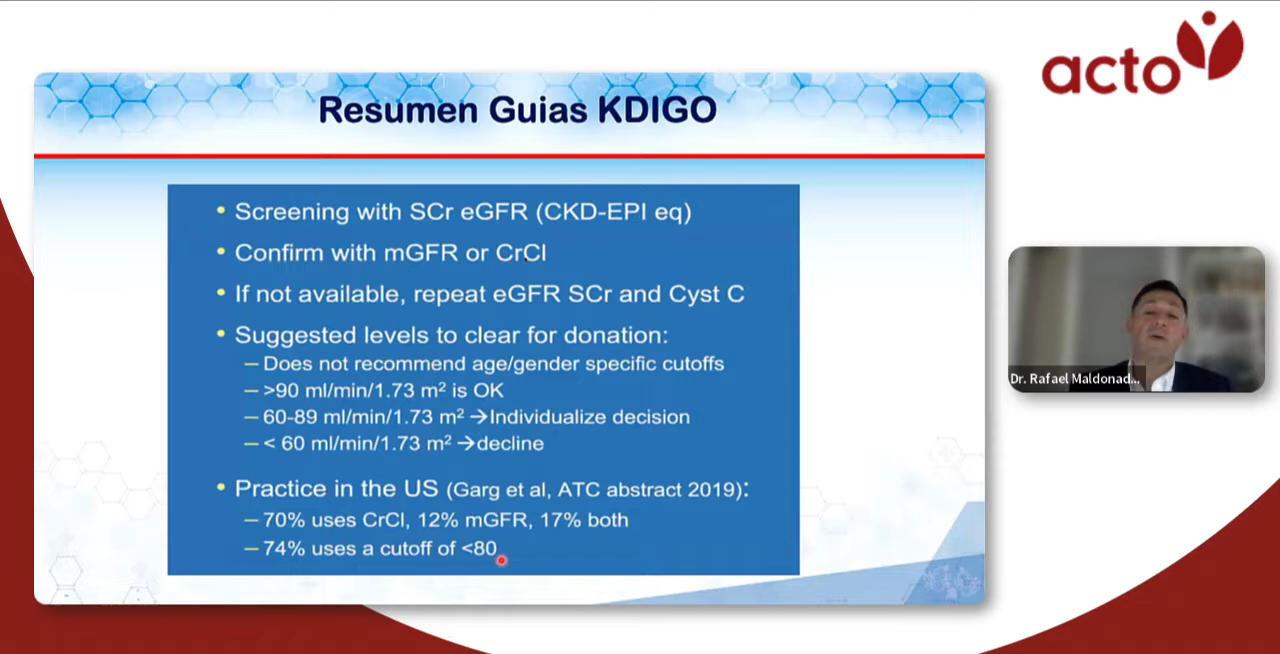 acto
Resumen Guias KDIGO
• Screening with SCr eGFR (CKD-EPI eq)
• Confirm with mGFR or CrCl
• If not available, repeat eGFR SCr and Cyst C
• Suggested levels to clear for donation:
– Does not recommend age/gender specific cutoffs
– >90 ml/min/1.73 m² is OK
– 60-89 ml/min/1.73 m² →Individualize decision
– < 60 ml/min/1.73 m² →decline
• Practice in the US (Garg et al, ATC abstract 2019):
– 70% uses CrCl, 12% mGFR, 17% both
– 74% uses a cutoff of <80
Dr. Rafael Maldonad...